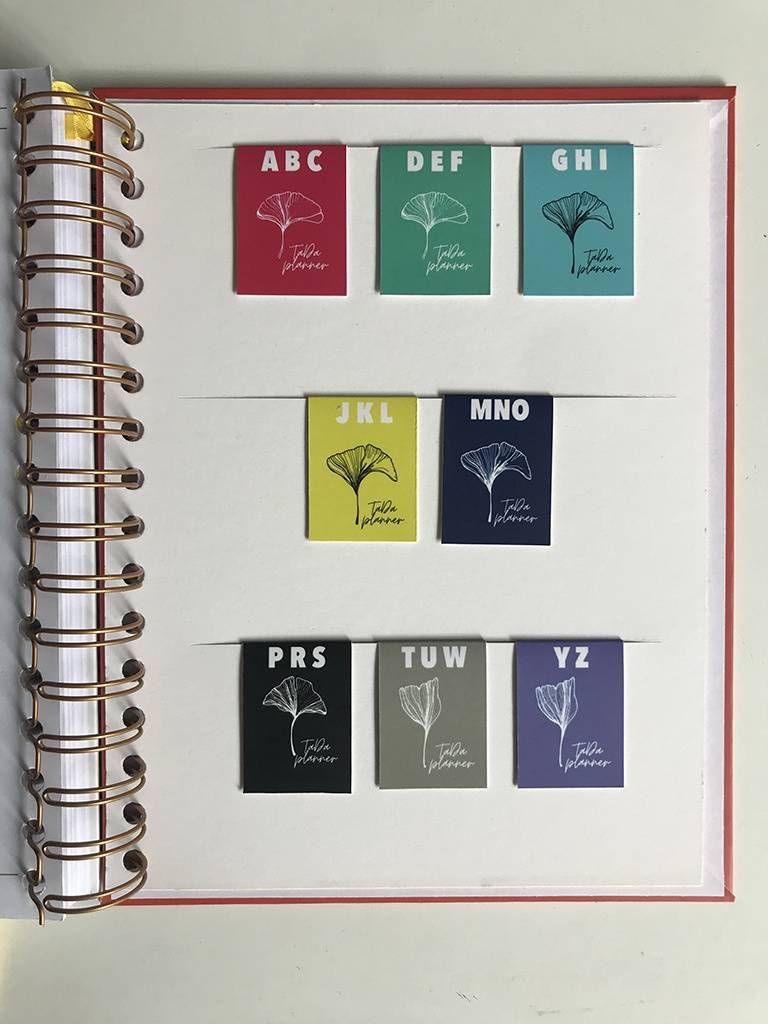 ABC
TaDa
planner
DEF
TaDa
planner
GHI
TaDa
planner
JKL
TaDa
planner
MNO
TaDa
planner
PRS
TaDa
planner
TUW
TaDa
planner
YZ
TaDa
planner